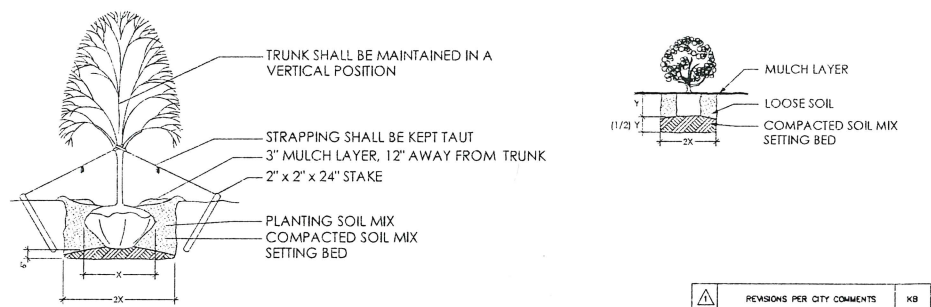 TRUNK SHALL BE MAINTAINED IN A
VERTICAL POSITION
STRAPPING SHALL BE KEPT TAUT
3" MULCH LAYER, 12" AWAY FROM TRUNK
2" x 2" x 24" STAKE
PLANTING SOIL MIX
COMPACTED SOIL MIX
SETTING BED
6"
X
2X
MULCH LAYER
Y
LOOSE SOIL
(1/2) Y
COMPACTED SOIL MIX
SETTING BED
2X
1 REVISIONS PER CITY COMMENTS KB